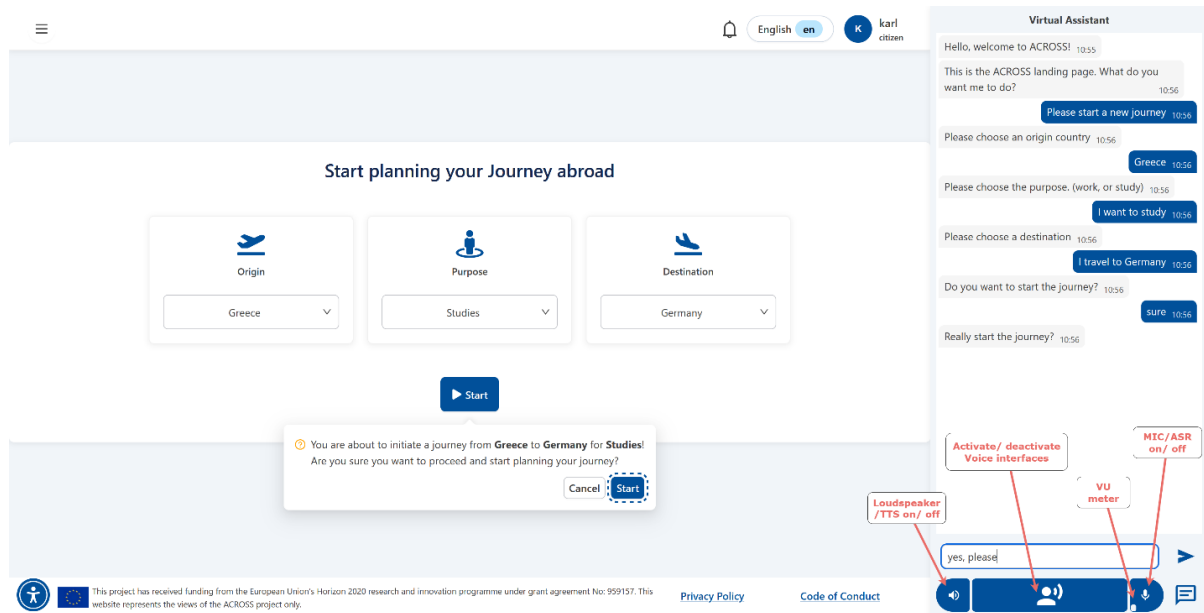 English en
K
karl
citizen
Start planning your Journey abroad
Origin
Greece
Purpose
Studies
Destination
Germany
Start
You are about to initiate a journey from Greece to Germany for Studies!
Are you sure you want to proceed and start planning your journey?
Cancel
Start
This project has received funding from the European Union's Horizon 2020 research and innovation programme under grant agreement No: 959157. This
website represents the views of the ACROSS project only.
Privacy Policy
Code of Conduct
Virtual Assistant
Hello, welcome to ACROSS! 10:55
This is the ACROSS landing page. What do you
want me to do? 10:56
Please start a new journey 10:56
Please choose an origin country 10:56
Greece 10:56
Please choose the purpose. (work, or study) 10:56
I want to study 10:56
Please choose a destination 10:56
I travel to Germany 10:56
Do you want to start the journey? 10:56
sure 10:56
Really start the journey? 10:56
Activate/ deactivate
Voice interfaces
MIC/ASR
on/ off
VU
meter
Loudspeaker
/TTS on/ off
yes, please